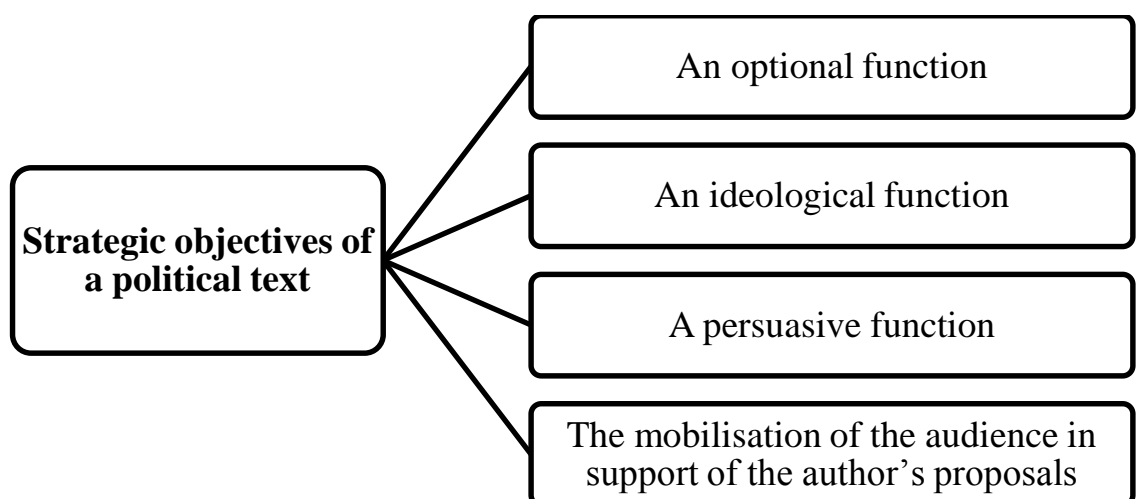 Strategic objectives of
a political text
An optional function
An ideological function
A persuasive function
The mobilisation of the audience in
support of the author’s proposals